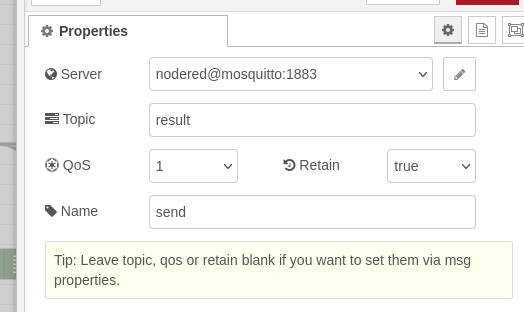 Properties
Server
nodered@mosquitto:1883
Topic
result
QoS
1
Retain
true
Name
send
Tip: Leave topic, qos or retain blank if you want to set them via msg
properties.